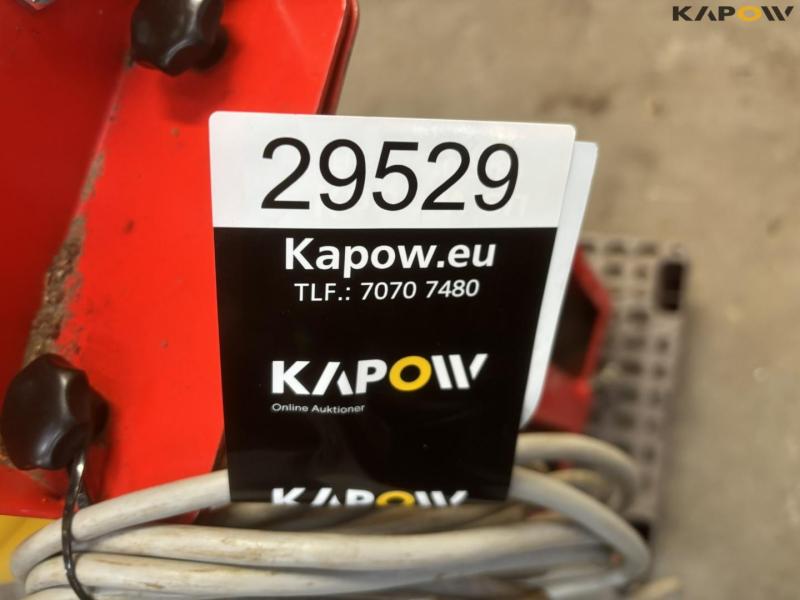 KAPOW
29529
Kapow.eu
TLF.: 7070 7480
KAPOW
Online Auktioner
KAPOW